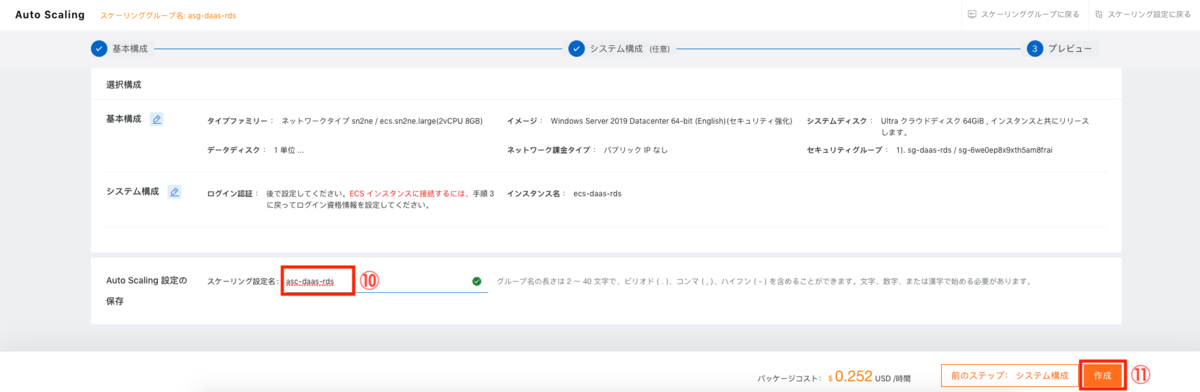 Auto Scaling スケーリンググループ名: asg-daas-rds スケーリンググループに戻る スケーリング設定に戻る
基本構成 システム構成 (任意) 3 プレビュー
選択構成
基本構成 タイプファミリー： ネットワークタイプ sn2ne / ecs.sn2ne.large(2vCPU 8GB) イメージ： Windows Server 2019 Datacenter 64-bit (English)(セキュリティ強化) システムディスク： Ultra クラウドディスク 64GiB , インスタンスと共にリリース
します。
データディスク： 1 単位 ... ネットワーク課金タイプ： パブリック IP なし セキュリティグループ： 1). sg-daas-rds / sg-6we0ep8x9xth5am8frai
システム構成 ログイン認証： 後で設定してください。ECS インスタンスに接続するには、手順 3 インスタンス名： ecs-daas-rds
に戻ってログイン資格情報を設定してください。
Auto Scaling 設定の スケーリング設定名: asc-daas-rds ⑩ グループ名の長さは 2 ～ 40 文字で、ピリオド ( . )、コンマ ( , )、ハイフン ( - ) を含めることができます。文字、数字、または漢字で始める必要があります。
保存
パッケージコスト: $ 0.252 USD /時間 前のステップ: システム構成 作成 ⑪